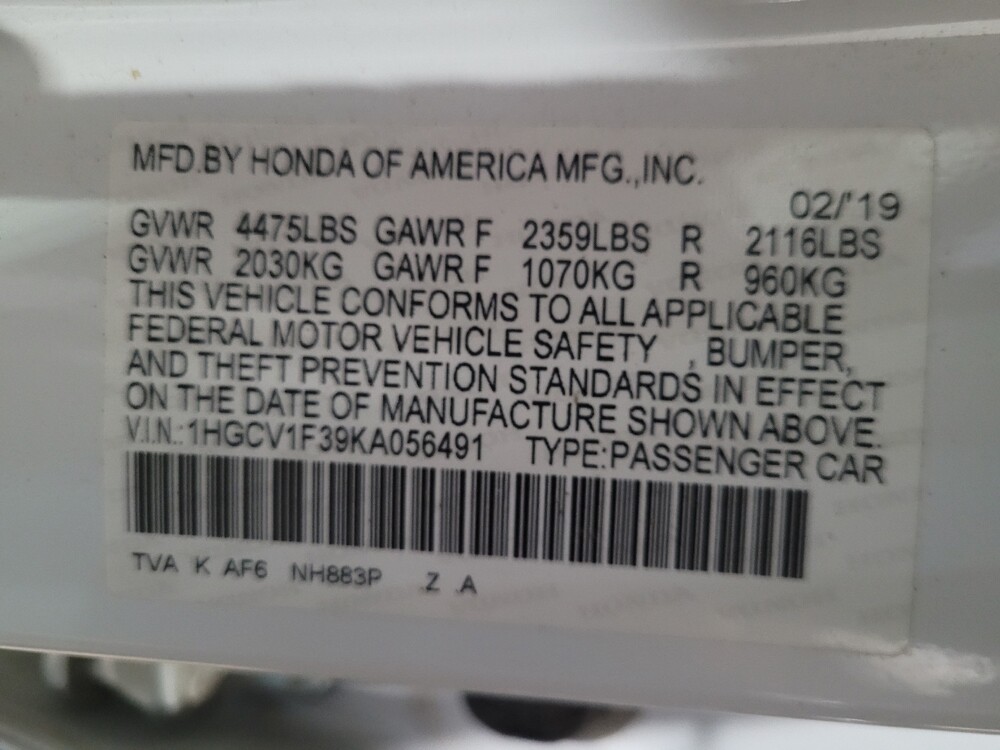 MFD.BY HONDA OF AMERICA MFG.,INC.
02/'19
GVWR 4475LBS GAWR F 2359LBS R 2116LBS
GVWR 2030KG GAWR F 1070KG R 960KG
THIS VEHICLE CONFORMS TO ALL APPLICABLE
FEDERAL MOTOR VEHICLE SAFETY , BUMPER,
AND THEFT PREVENTION STANDARDS IN EFFECT
ON THE DATE OF MANUFACTURE SHOWN ABOVE.
V.I.N.:1HGCV1F39KA056491 TYPE:PASSENGER CAR
TVA K AF6 NH883P Z A